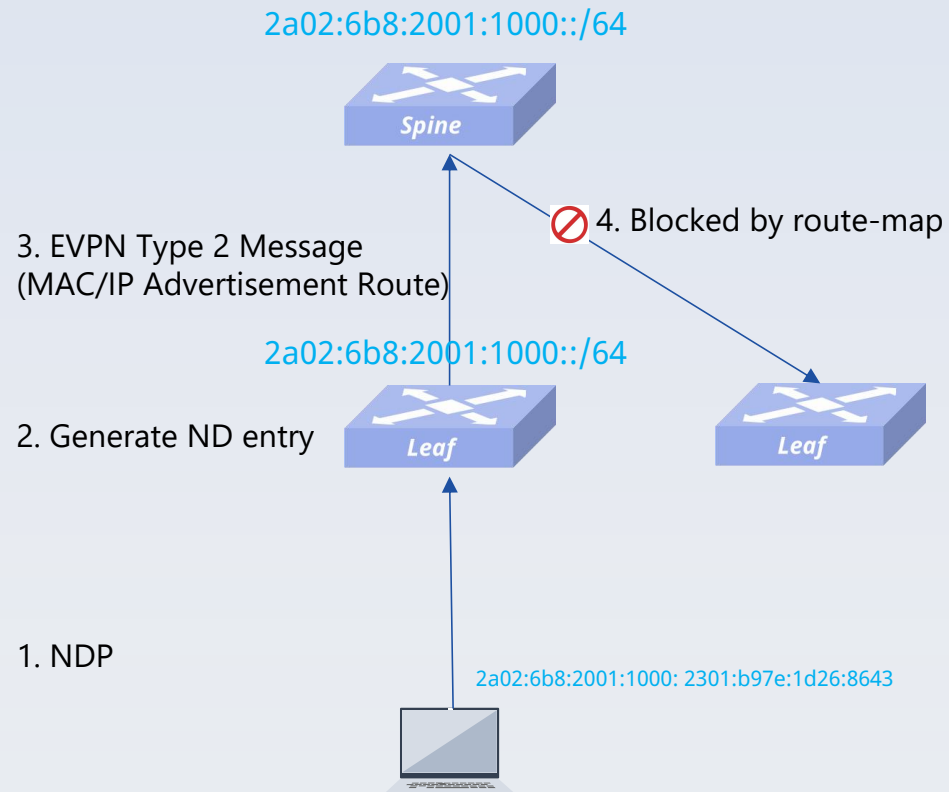 2a02:6b8:2001:1000::/64
Spine
4. Blocked by route-map
3. EVPN Type 2 Message
(MAC/IP Advertisement Route)
2a02:6b8:2001:1000::/64
2. Generate ND entry
Leaf
Leaf
1. NDP
2a02:6b8:2001:1000: 2301:b97e:1d26:8643